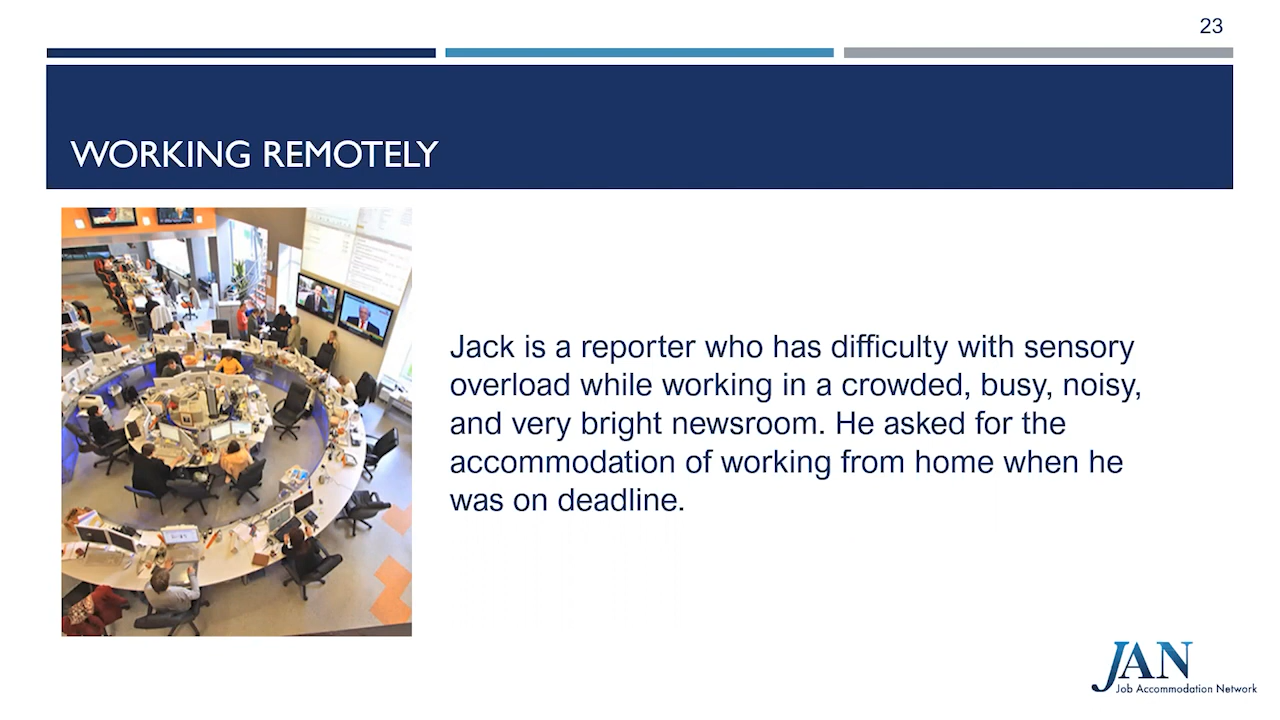 23
WORKING REMOTELY
Jack is a reporter who has difficulty with sensory
overload while working in a crowded, busy, noisy,
and very bright newsroom. He asked for the
accommodation of working from home when he
was on deadline.
JAN
Job Accommodation Network